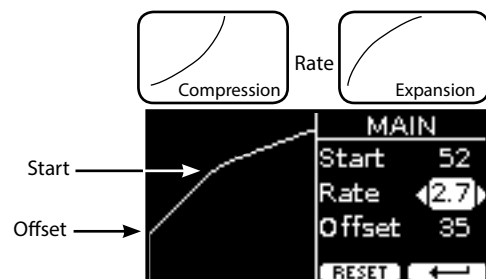 Compression
Rate
Expansion
MAIN
Start 52
Start
Rate 2.7
Offset
Offset 35
RESET